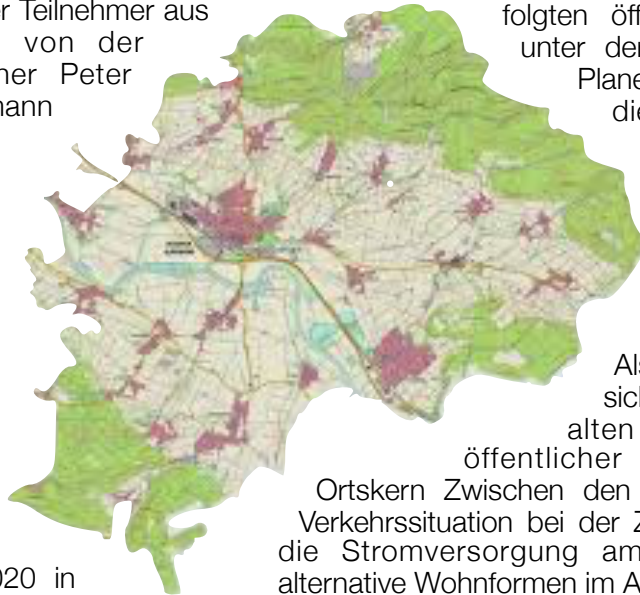 r Teilnehmer aus
von der
ner Peter
mann
020 in
folgten öff
unter der
Plane
die
Als
sich
alten
öffentlicher
Ortskern Zwischen den
Verkehrssituation bei der Z
die Stromversorgung am
alternative Wohnformen im A